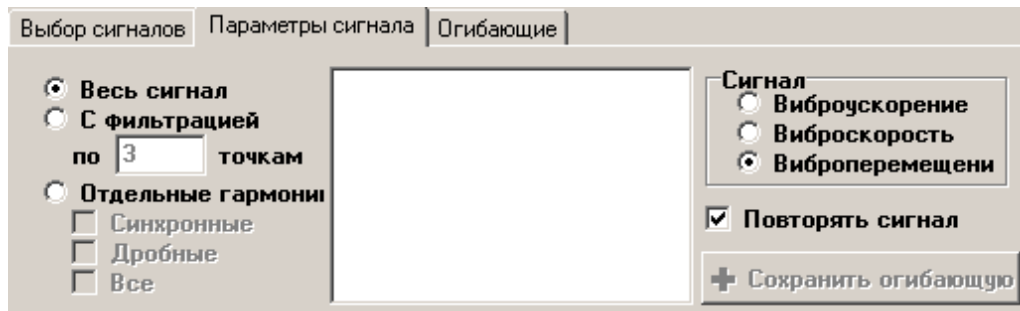 Выбор сигналов Параметры сигнала Огибающие
Весь сигнал
С фильтрацией
по 3 точкам
Отдельные гармони
Синхронные
Дробные
Все
Сигнал
Виброускорение
Виброскорость
Виброперемещени
Повторять сигнал
Сохранить огибающую